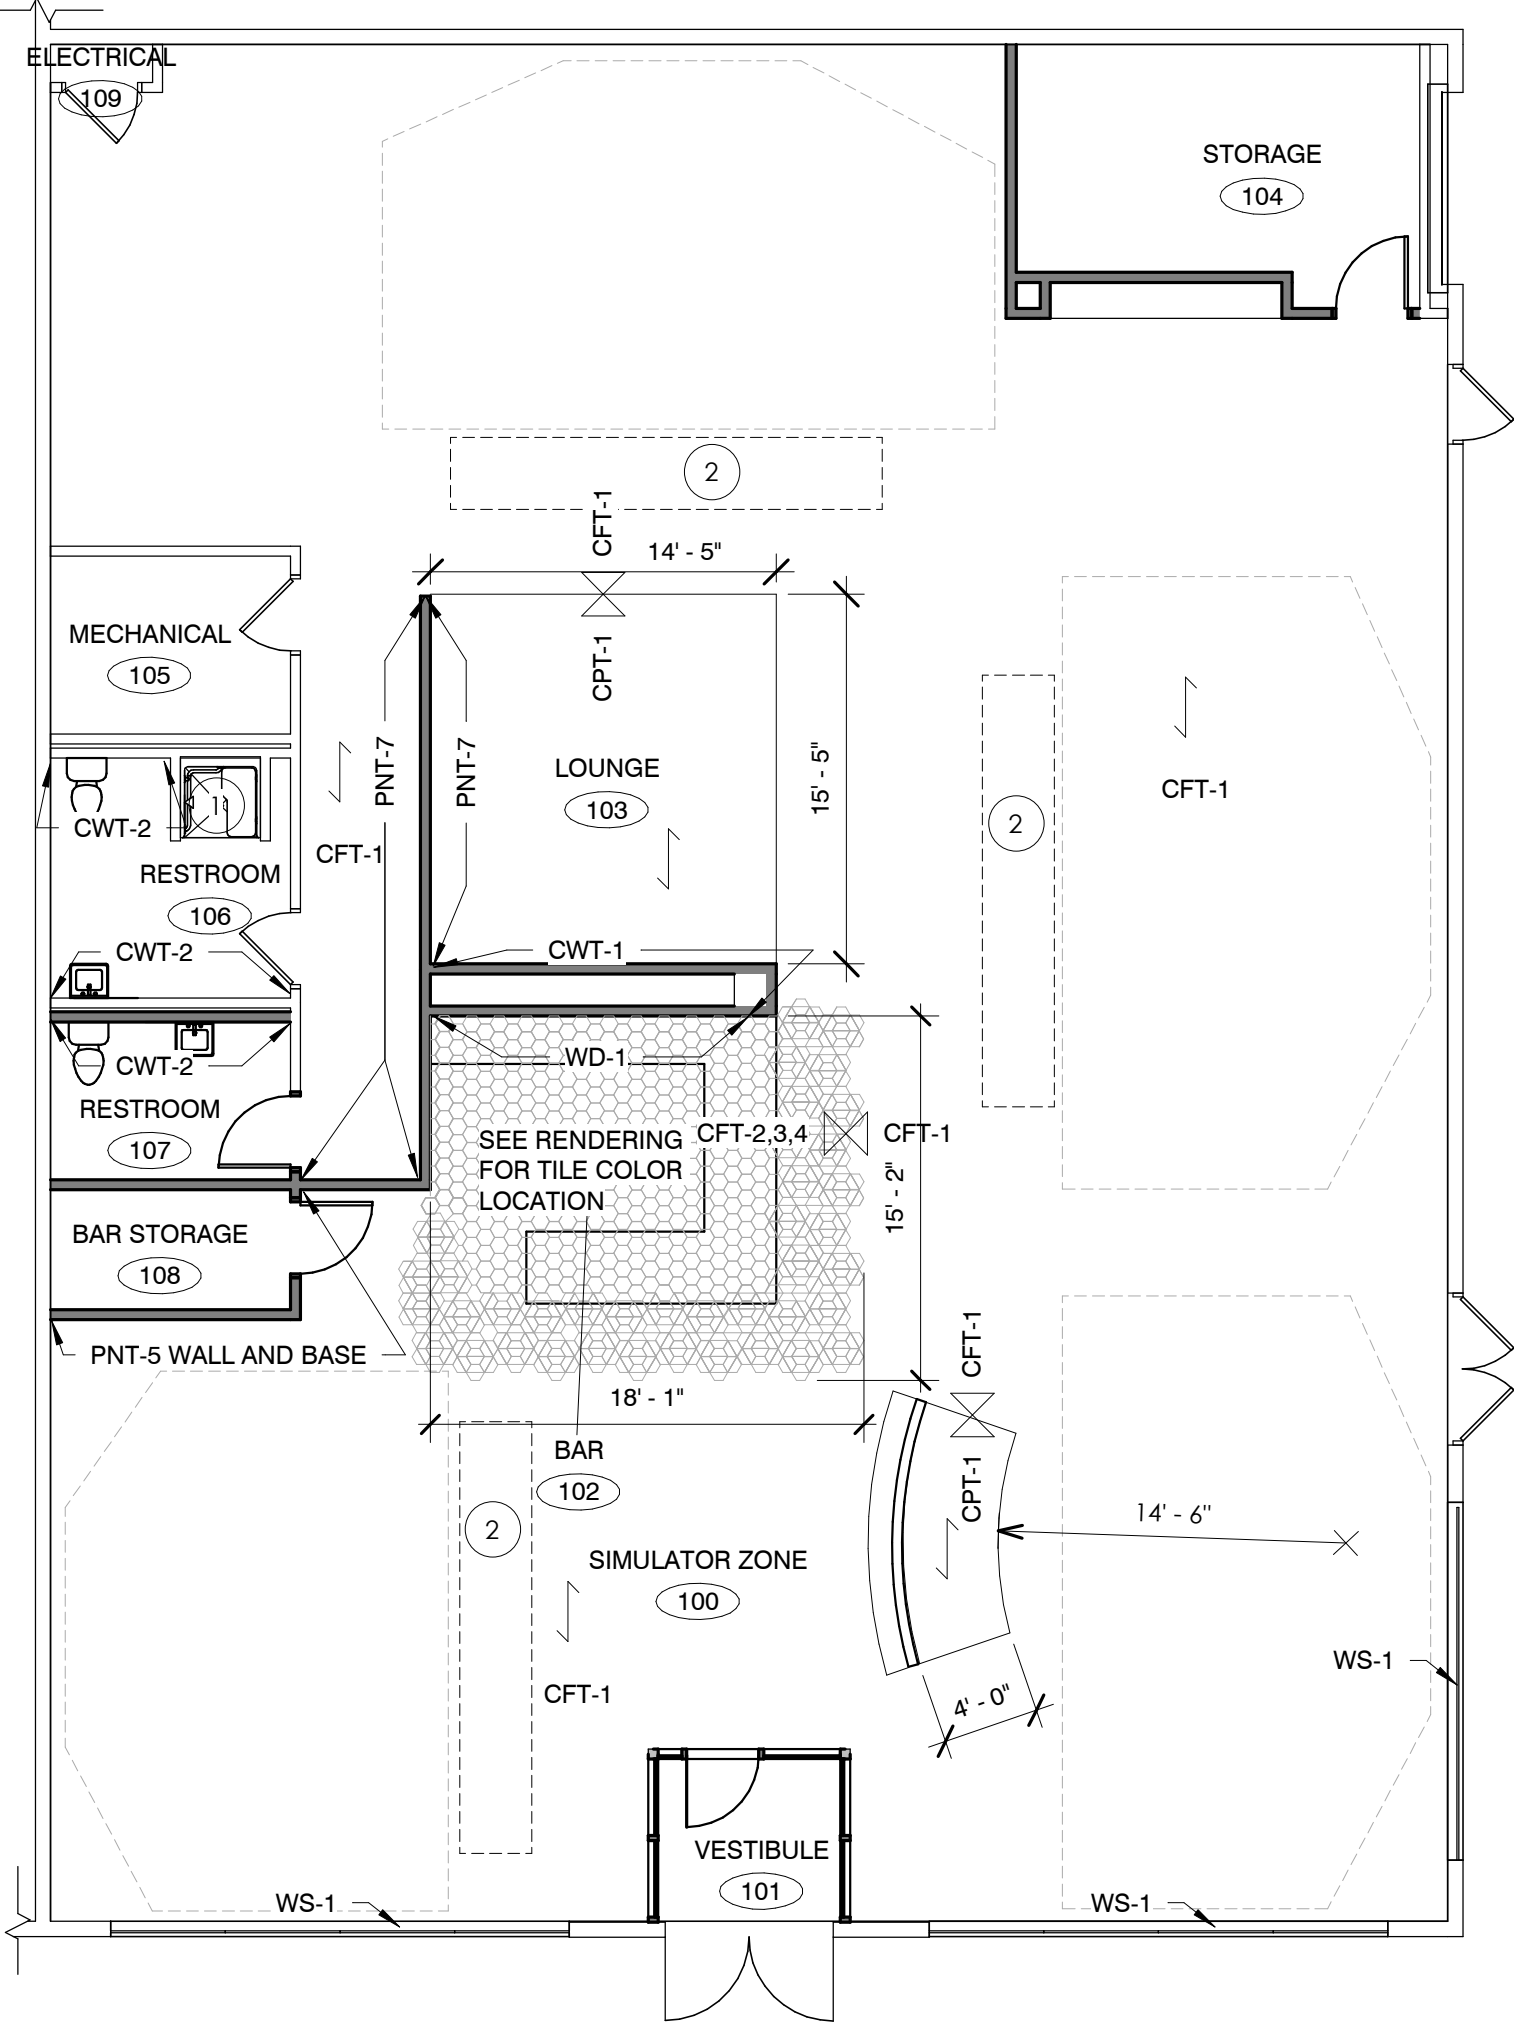 ELECTRICAL
109
STORAGE
104
2
CFT-1
14' - 5"
MECHANICAL
105
CPT-1
PNT-7
PNT-7
LOUNGE
103
15' - 5"
2
CFT-1
1
CWT-2
CFT-1
RESTROOM
106
CWT-2
CWT-1
CWT-2
WD-1
RESTROOM
107
SEE RENDERING
FOR TILE COLOR
LOCATION
CFT-2,3,4
CFT-1
15' - 2"
BAR STORAGE
108
PNT-5 WALL AND BASE
CFT-1
18' - 1"
BAR
102
CPT-1
14' - 6"
2
SIMULATOR ZONE
100
WS-1
CFT-1
4' - 0"
VESTIBULE
101
WS-1
WS-1